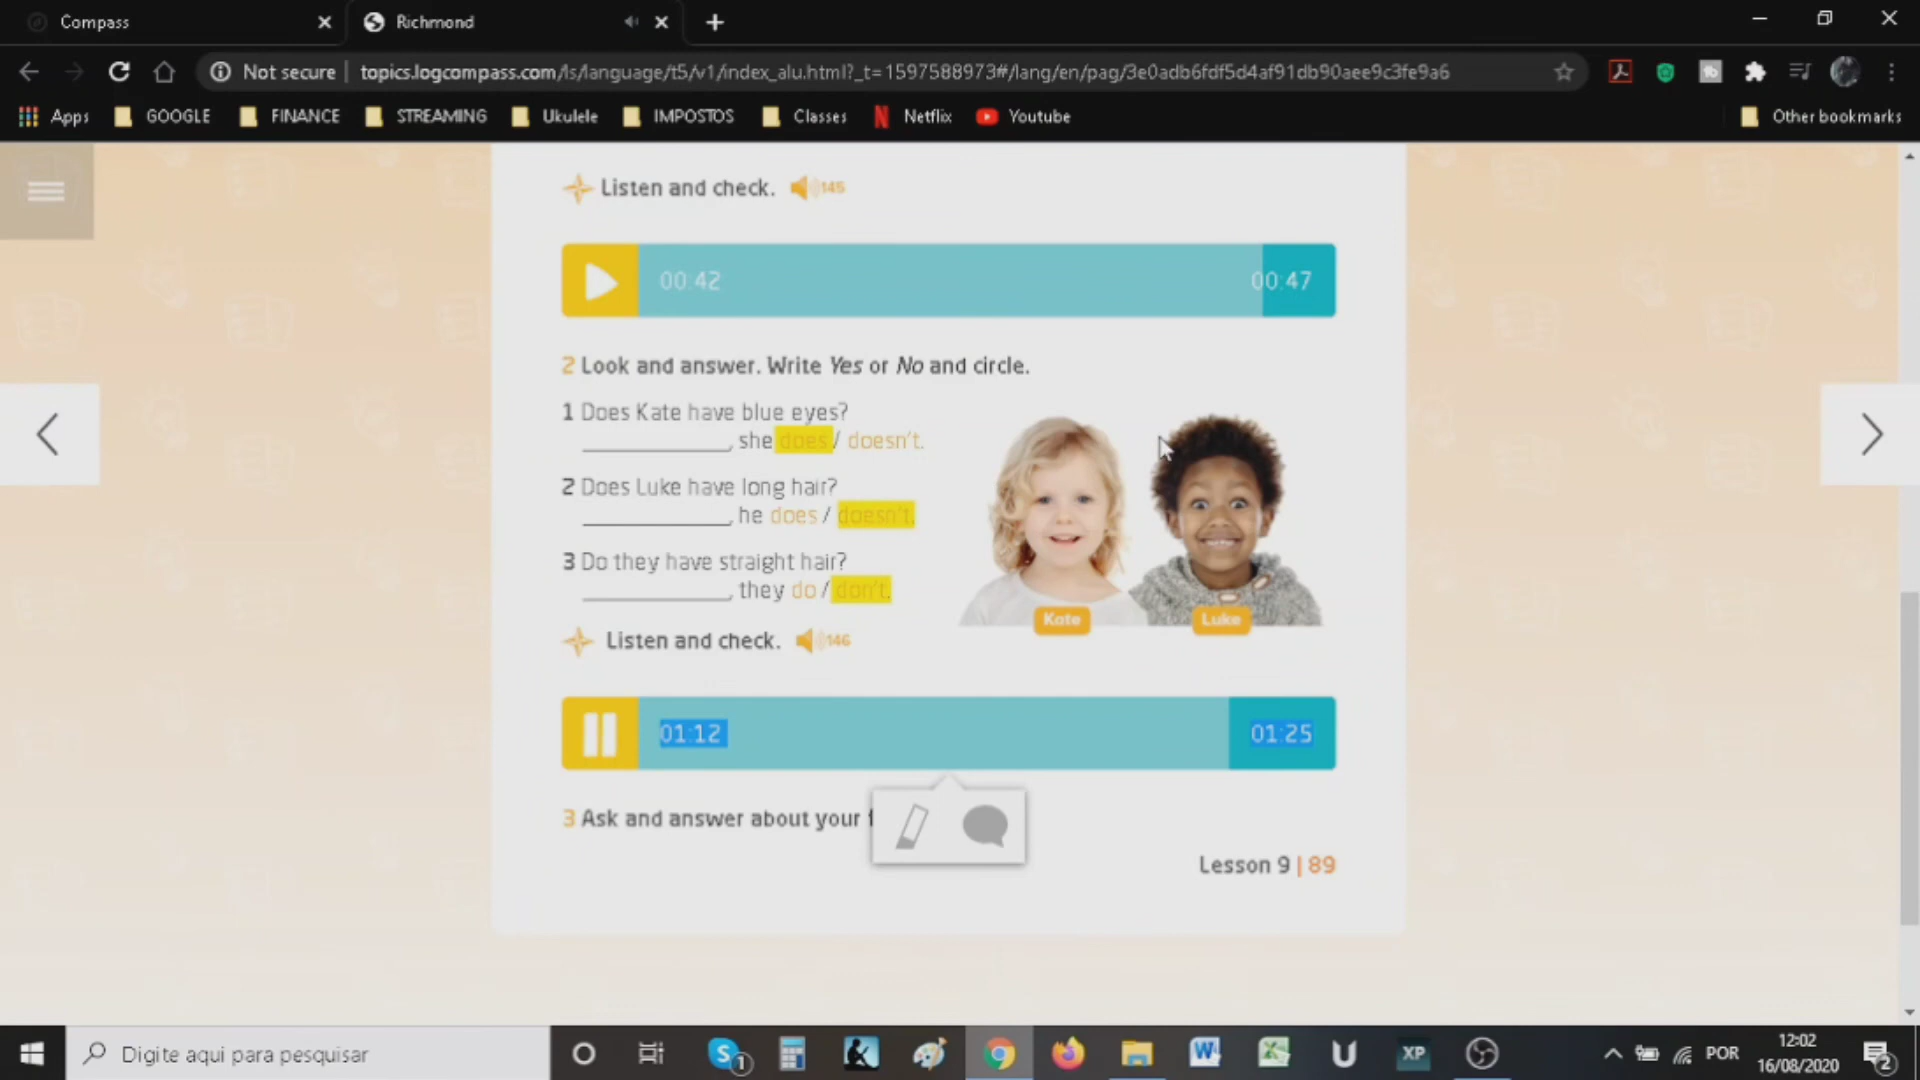 Compass
Richmond
Not secure
topics.logcompass.com/ls/language/t5/v1/index_alu.html?_t=1597588973#/lang/en/pag/3e0adb6fdf5d4af91db90aee9c3fe9a6
Apps GOOGLE FINANCE STREAMING Ukulele IMPOSTOS Classes Netflix Youtube Other bookmarks
Listen and check. 145
00:42 00:47
2 Look and answer. Write Yes or No and circle.
1 Does Kate have blue eyes?
____________, she does / doesn't.
2 Does Luke have long hair?
____________, he does / doesn't.
3 Do they have straight hair?
____________, they do / don't.
Kate Luke
Listen and check. 146
01:12 01:25
3 Ask and answer about your f
Lesson 9 | 89
Digite aqui para pesquisar
S 1
W
X
U
XP
POR
12:02
16/08/2020
2